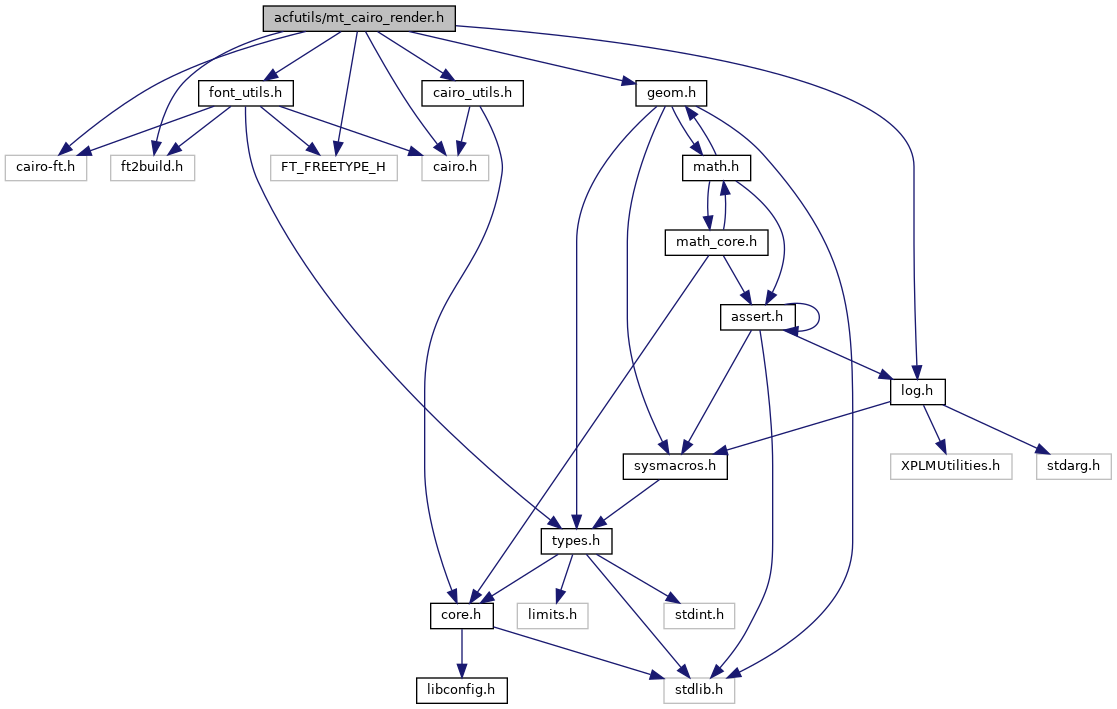 acfutils/mt_cairo_render.h
font_utils.h
cairo_utils.h
geom.h
cairo-ft.h
ft2build.h
FT_FREETYPE_H
cairo.h
math.h
math_core.h
assert.h
log.h
sysmacros.h
XPLMUtilities.h
stdarg.h
types.h
core.h
limits.h
stdint.h
libconfig.h
stdlib.h